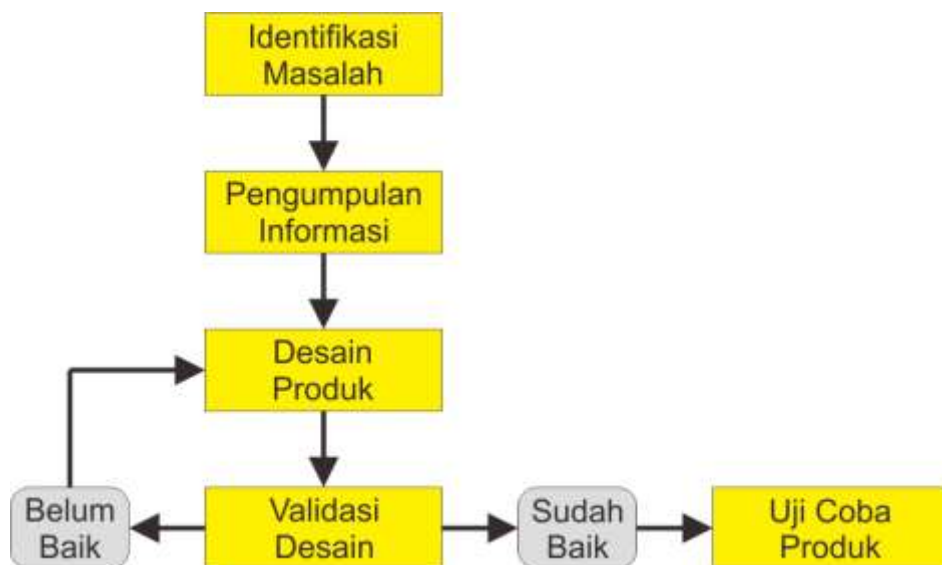 Identifikasi
Masalah
Pengumpulan
Informasi
Desain
Produk
Belum
Baik
Validasi
Desain
Sudah
Baik
Uji Coba
Produk